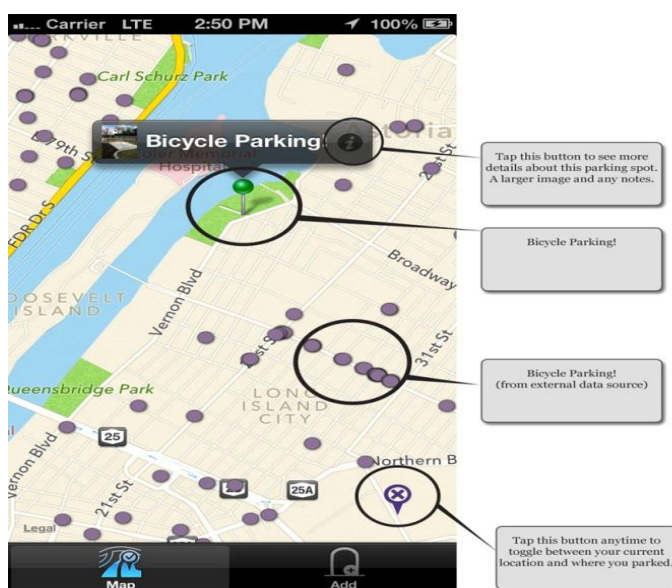 Carrier LTE 2:50 PM 100%
Carl Schurz Park
E 79th S
Bicycle Parking!
i
Hospital
Tap this button to see more
details about this parking spot.
A larger image and any notes.
Bicycle Parking!
FDR Dr S
Vernon Blvd
Broadway
ISLAND
21st St
31st St
Bicycle Parking!
(from external data source)
Queensbridge Park
LONG
ISLAND
CITY
25
Vernon Blvd
Northern B
21st St
25A
Legal
Tap this button anytime to
toggle between your current
location and where you parked.
Map
Add